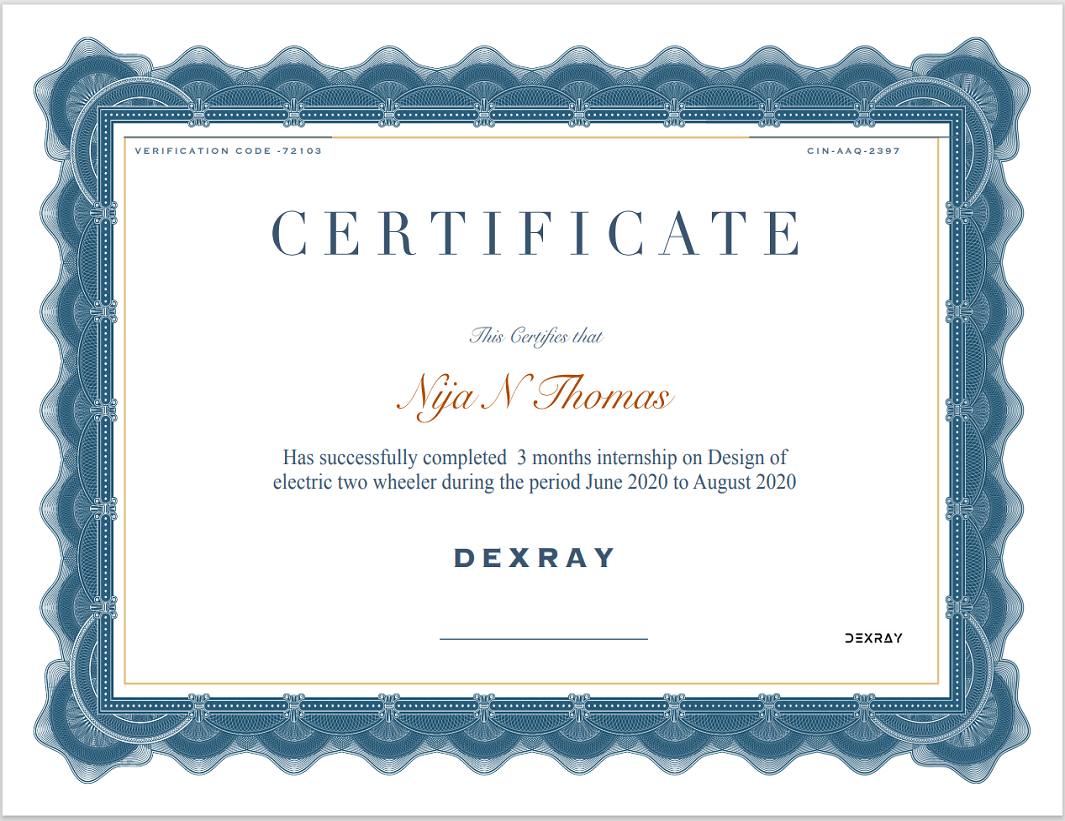 VERIFICATION CODE -72103
CIN-AAQ-2397
CERTIFICATE
This Certifies that
Nija N Thomas
Has successfully completed  3 months internship on Design of
electric two wheeler during the period June 2020 to August 2020
DEXRAY
DEXRAY